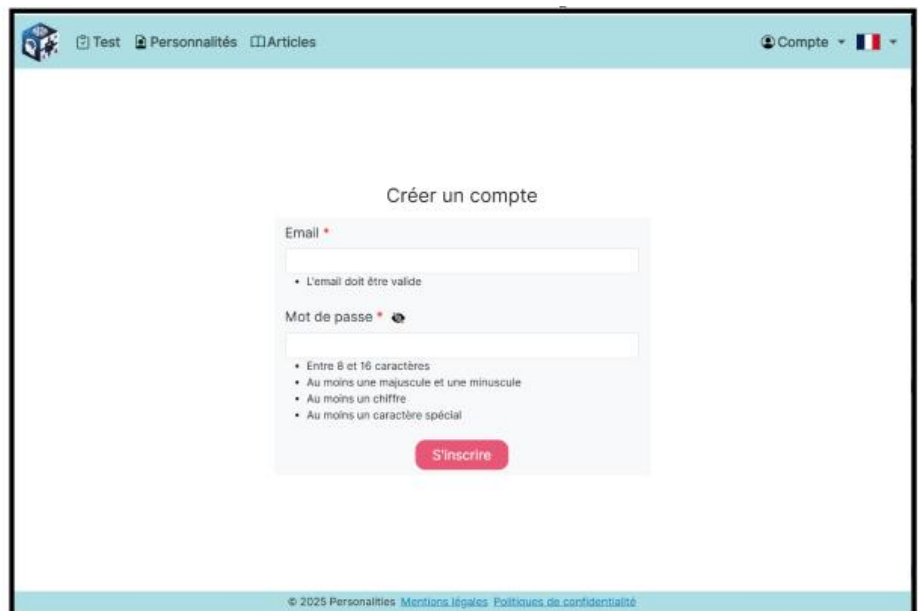 Test Personnalités Articles Compte
Créer un compte
Email *
• L'email doit être valide
Mot de passe *
• Entre 8 et 16 caractères
• Au moins une majuscule et une minuscule
• Au moins un chiffre
• Au moins un caractère spécial
S'inscrire
© 2025 Personalities Mentions légales Politiques de confidentialité